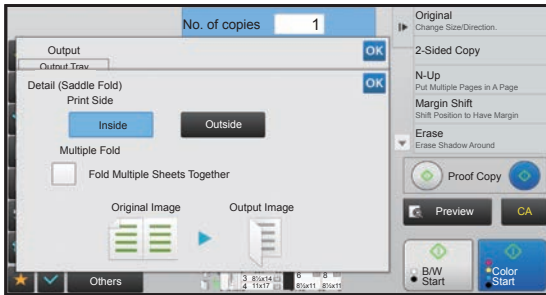 No. of copies 1
Output
OK
Output Tray
Detail (Saddle Fold)
OK
Print Side
Inside
Outside
Multiple Fold
Fold Multiple Sheets Together
Original Image
Output Image
Others
3 8½x14
4 11x17
6
8½x11
8
8½x11
Original
Change Size/Direction.
2-Sided Copy
N-Up
Put Multiple Pages in A Page
Margin Shift
Shift Position to Have Margin
Erase
Erase Shadow Around
Proof Copy
Preview
CA
B/W
Start
Color
Start